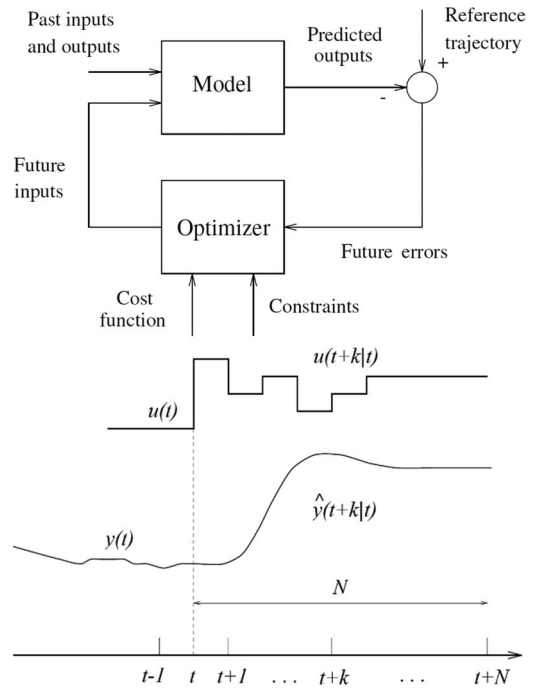 Past inputs
and outputs
Model
Predicted
outputs
Reference
trajectory
+
-
Future
inputs
Optimizer
Future errors
Cost
function
Constraints
u(t+k|t)
u(t)
ŷ(t+k|t)
y(t)
N
t-1 t t+1 ... t+k ... t+N